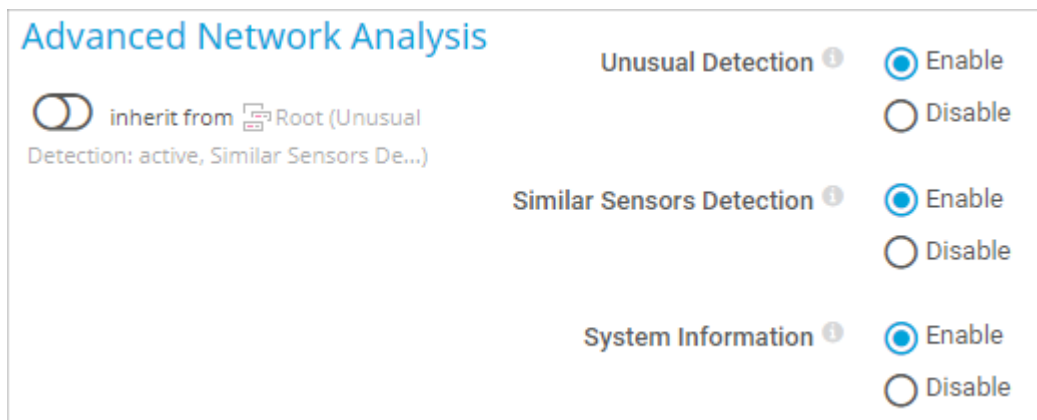 Advanced Network Analysis
inherit from Root (Unusual
Detection: active, Similar Sensors De...)
Unusual Detection
Enable
Disable
Similar Sensors Detection
Enable
Disable
System Information
Enable
Disable